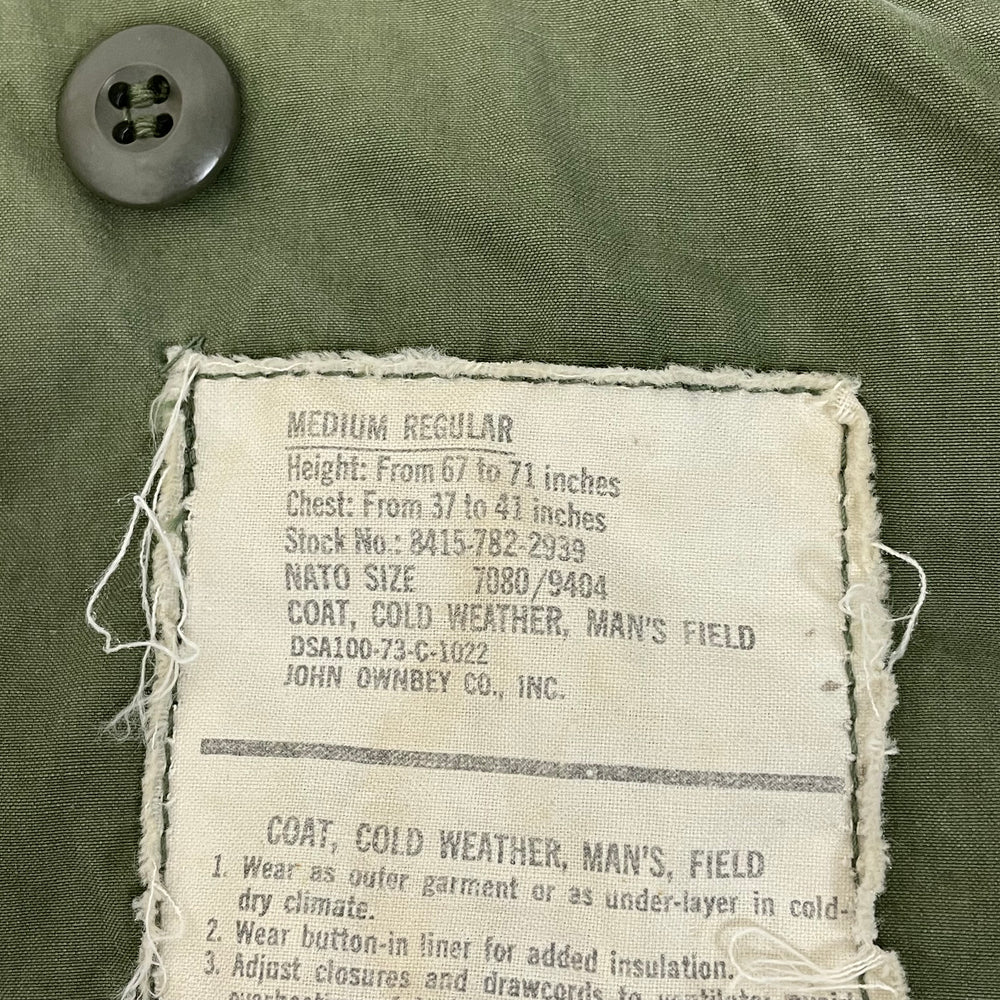 MEDIUM REGULAR
Height: From 67 to 71 inches
Chest: From 37 to 41 inches
Stock No.: 8415-782-2939
NATO SIZE 7080/9404
COAT, COLD WEATHER, MAN'S FIELD
DSA100-73-C-1022
JOHN OWNBEY CO., INC.
COAT, COLD WEATHER, MAN'S, FIELD
1. Wear as outer garment or as under-layer in cold-
dry climate.
2. Wear button-in liner for added insulation.
3. Adjust closures and drawcords to ventilate